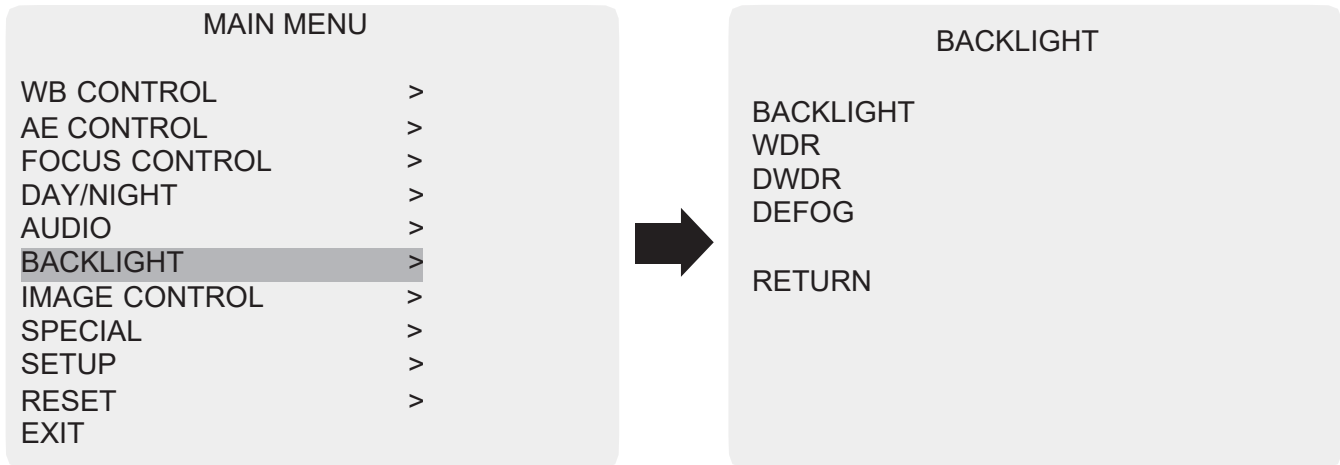 MAIN MENU
WB CONTROL >
AE CONTROL >
FOCUS CONTROL >
DAY/NIGHT >
AUDIO >
BACKLIGHT >
IMAGE CONTROL >
SPECIAL >
SETUP >
RESET >
EXIT
BACKLIGHT
BACKLIGHT
WDR
DWDR
DEFOG
RETURN